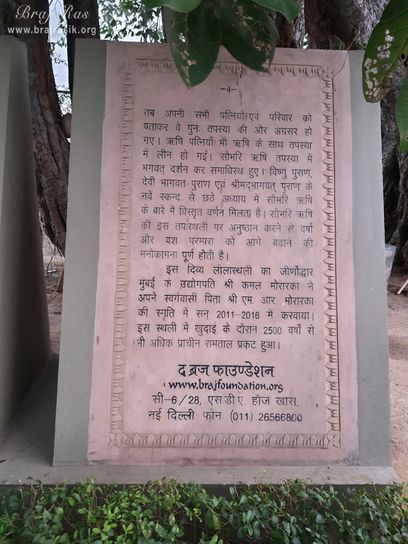 Braj Ras
www.brajrasik.org
-4-
तब अपनी सभी पत्नियों एवं परिवार को
बताकर वे पुनः तपस्या की ओर अग्रसर हो
गए। ऋषि पत्नियाँ भी ऋषि के साथ तपस्या
में लीन हो गईं। सौभरि ऋषि तपस्या में
भगवत् दर्शन कर समाधिस्थ हुए। विष्णु पुराण,
देवी भागवत-पुराण एवं श्रीमद्भागवत् पुराण के
नवें स्कन्द से छठे अध्याय में सौभरि ऋषि
के बारे में विस्तृत वर्णन मिलता है। सौभरि ऋषि
की इस तपःस्थली पर अनुष्ठान करने से वर्षा
और वंश परम्परा को आगे बढ़ाने की
मनोकामना पूर्ण होती है।
इस दिव्य लीलास्थली का जीर्णोद्धार
मुंबई के उद्योगपति श्री कमल मोरारका ने
अपने स्वर्गवासी पिता श्री एम आर. मोरारका
की स्मृति में सन् 2011-2016 में करवाया।
इस स्थली में खुदाई के दौरान 2500 वर्षों से
भी अधिक प्राचीन रामताल प्रकट हुआ।
द ब्रज फाउण्डेशन
www.brajfoundation.org
सी-6/28, एस.डी.ए. हौज खास,
नई दिल्ली फोन: (011) 26566800